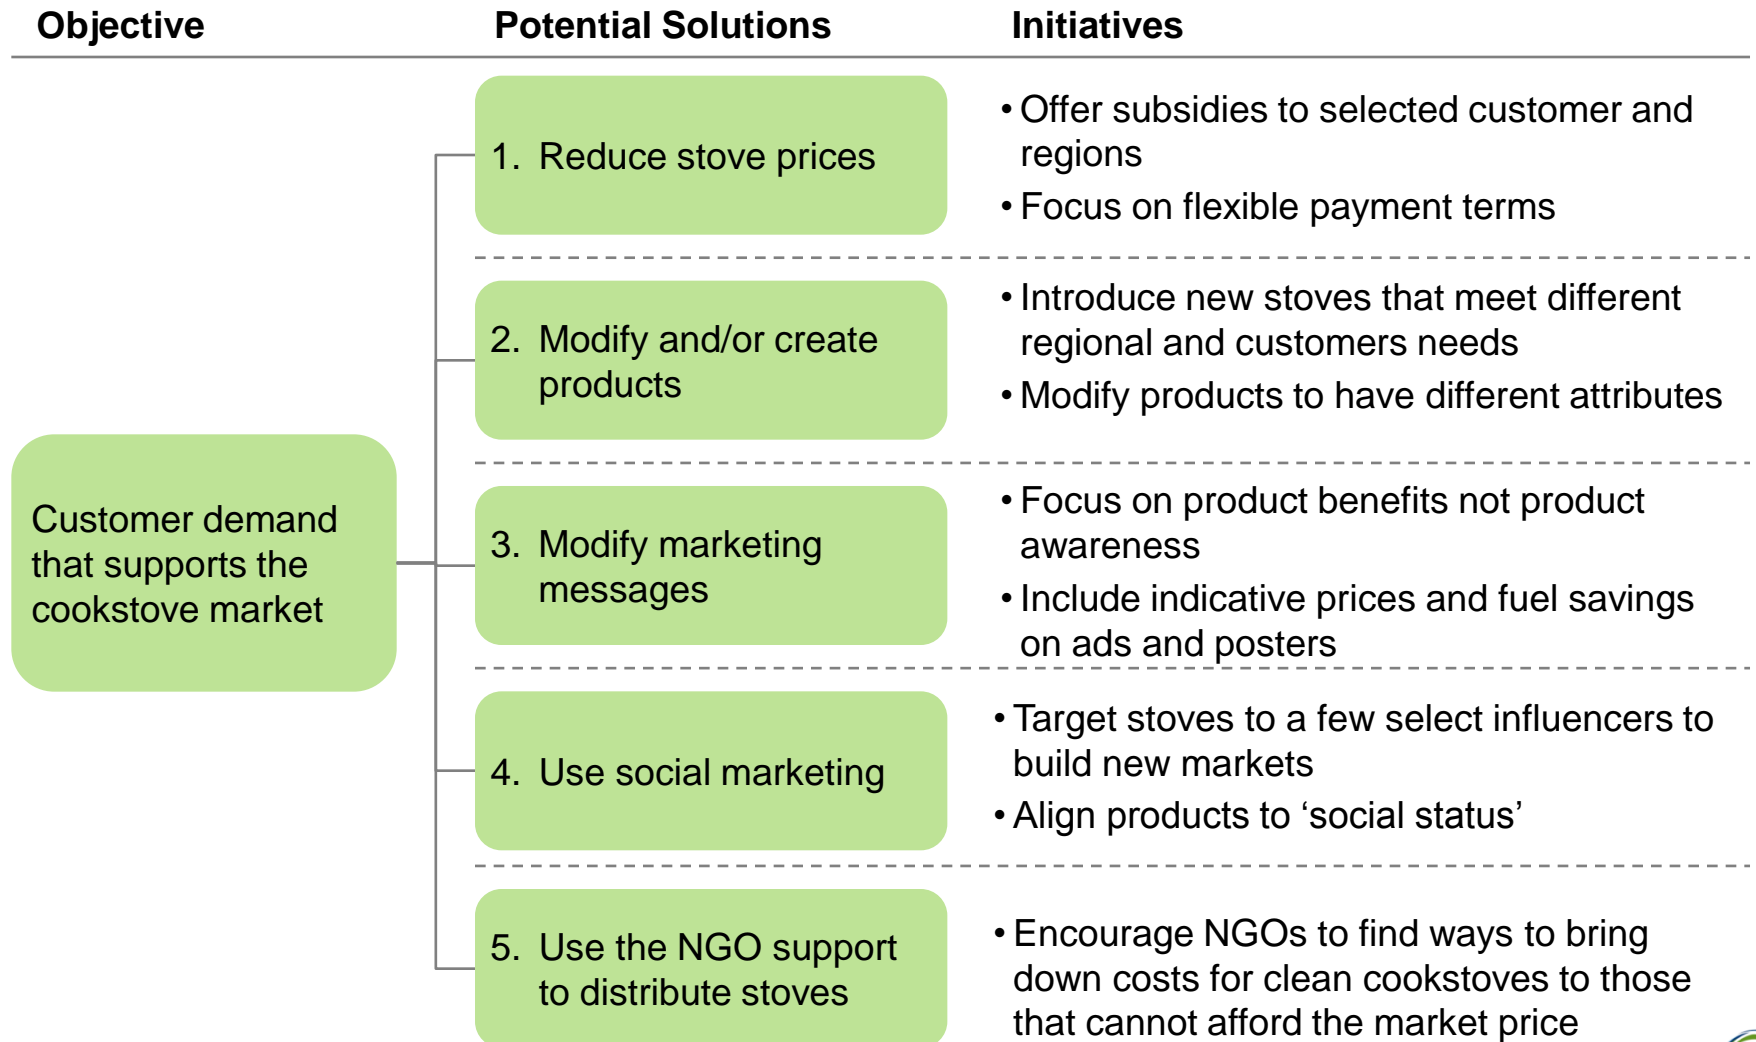 Objective
Potential Solutions
Initiatives
Customer demand
that supports the
cookstove market
1. Reduce stove prices
• Offer subsidies to selected customer and
regions
• Focus on flexible payment terms
2. Modify and/or create
products
• Introduce new stoves that meet different
regional and customers needs
• Modify products to have different attributes
3. Modify marketing
messages
• Focus on product benefits not product
awareness
• Include indicative prices and fuel savings
on ads and posters
4. Use social marketing
• Target stoves to a few select influencers to
build new markets
• Align products to ‘social status’
5. Use the NGO support
to distribute stoves
• Encourage NGOs to find ways to bring
down costs for clean cookstoves to those
that cannot afford the market price